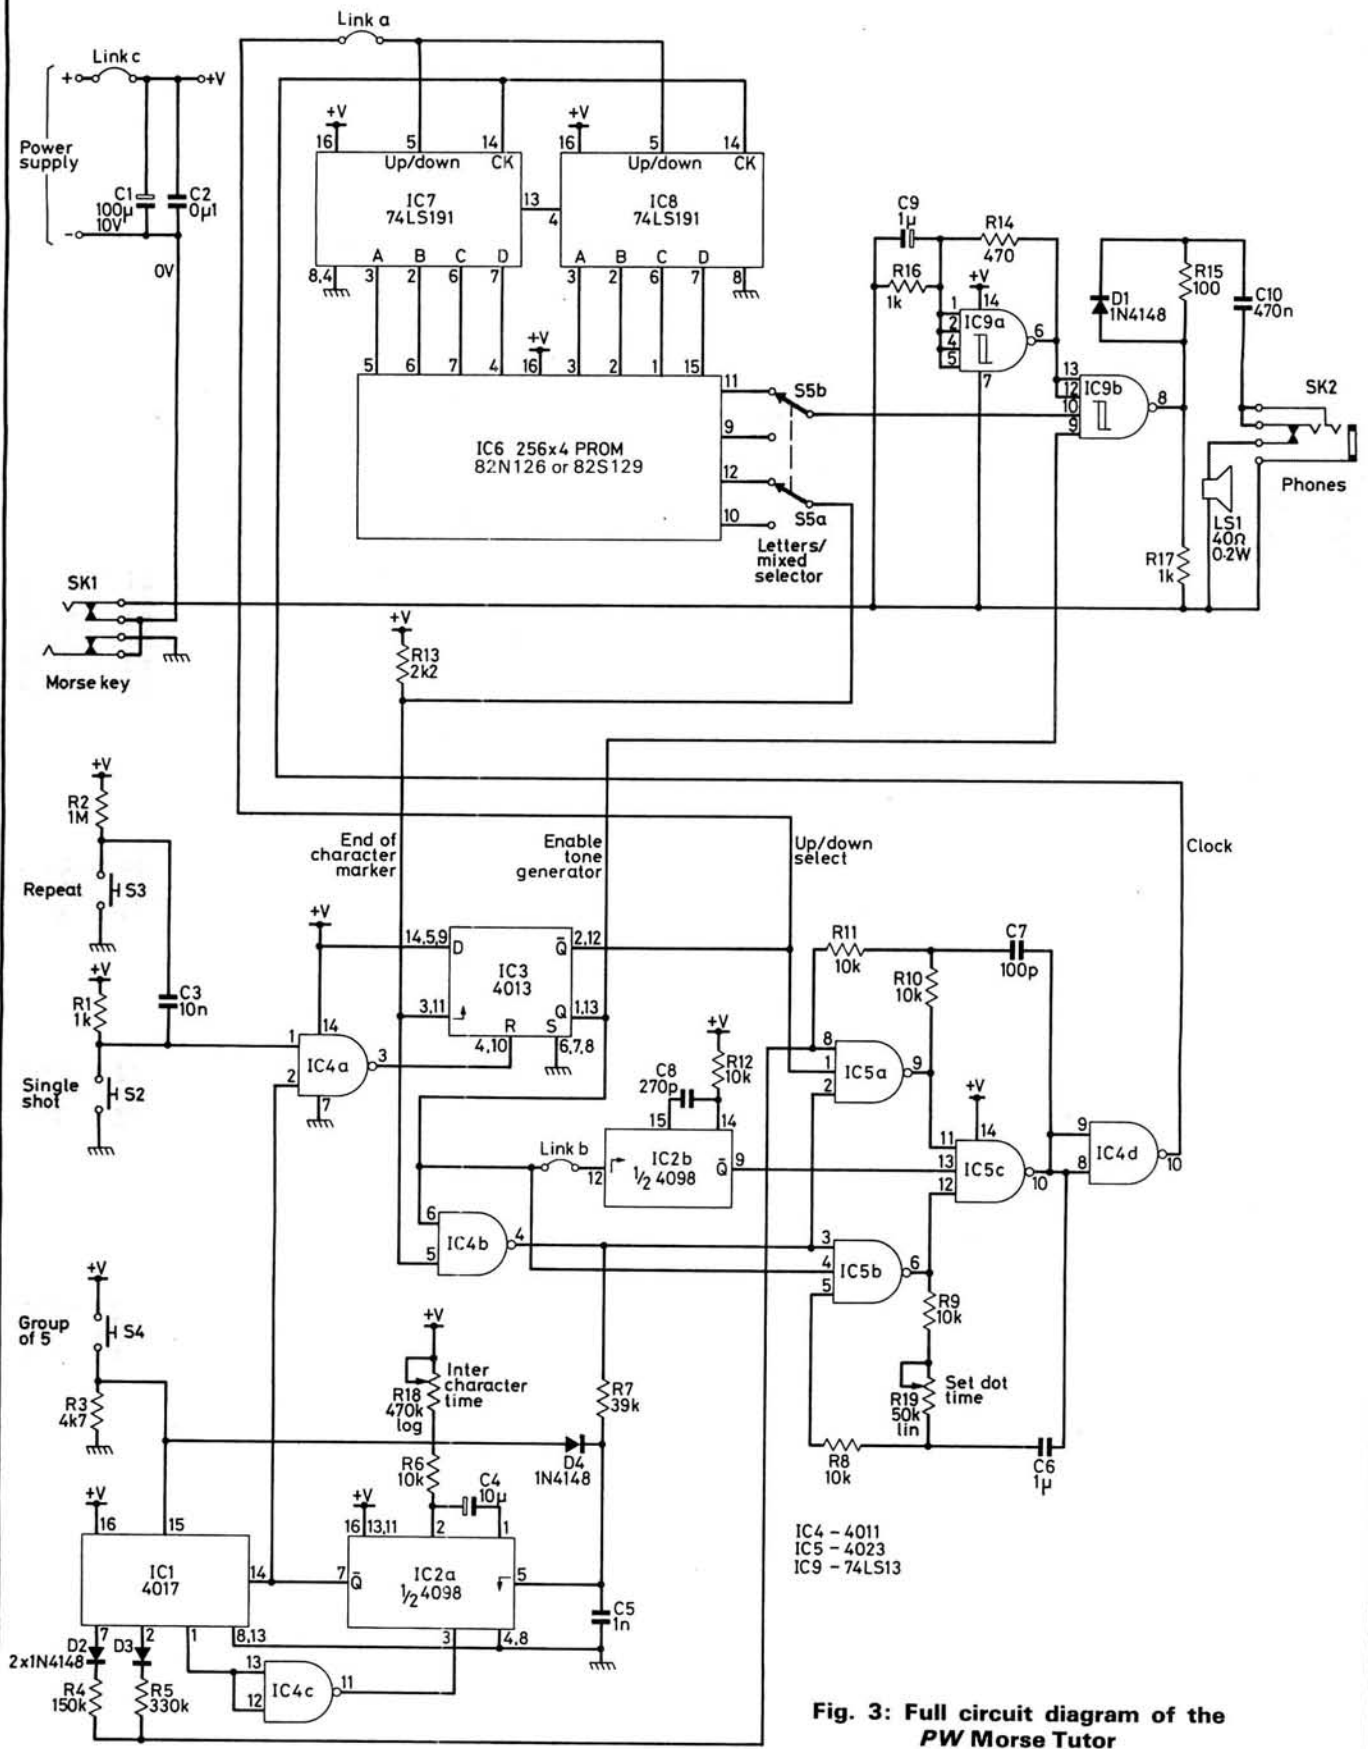 Link a
Link c
+ +V
Power
supply
C1
100µ
10V
C2
0µ1
-
0V
+V
16 5 14
Up/down CK
IC7
74LS191
A B C D
8,4 3 2 6 7
13
4
+V
16 5 14
Up/down CK
IC8
74LS191
A B C D
3 2 6 7 8
+V
5 6 7 4 16 3 2 1 15
IC6 256x4 PROM
82N126 or 82S129
11
9
12
10
S5b
S5a
Letters/
mixed
selector
C9
1µ
R14
470
R16
1k
+V
14
1
2
4
5
IC9a
6
7
13
12
10
9
IC9b
8
D1
1N4148
R15
100
C10
470n
SK2
Phones
LS1
40Ω
0·2W
R17
1k
SK1
Morse key
+V
R13
2k2
+V
R2
1M
Repeat
S3
+V
R1
1k
C3
10n
Single
shot
S2
End of
character
marker
Enable
tone
generator
Up/down
select
Clock
+V
14,5,9 D
Q̅ 2,12
IC3
4013
3,11
Q 1,13
R S
4,10 6,7,8
1
14
2
IC4a
3
7
+V
R12
10k
C8
270p
15 14
Link b
12
IC2b
½ 4098
Q̅ 9
6
5
IC4b
4
R11
10k
R10
10k
C7
100p
8
1
2
IC5a
9
+V
14
11
13
12
IC5c
10
9
8
IC4d
10
3
4
5
IC5b
6
R9
10k
R19
50k
lin
Set dot
time
R8
10k
C6
1µ
+V
Group
of 5
S4
R3
4k7
+V
R18
470k
log
Inter
character
time
R6
10k
C4
10µ
R7
39k
D4
1N4148
+V
16 15
IC1
4017
14
7 2 1 8,13
+V
16 13,11 2 1
7 Q̅
IC2a
½ 4098
5
3 4,8
C5
1n
D2
2x1N4148
D3
R4
150k
R5
330k
13
12
IC4c
11
IC4 – 4011
IC5 – 4023
IC9 – 74LS13
Fig. 3: Full circuit diagram of the
PW Morse Tutor